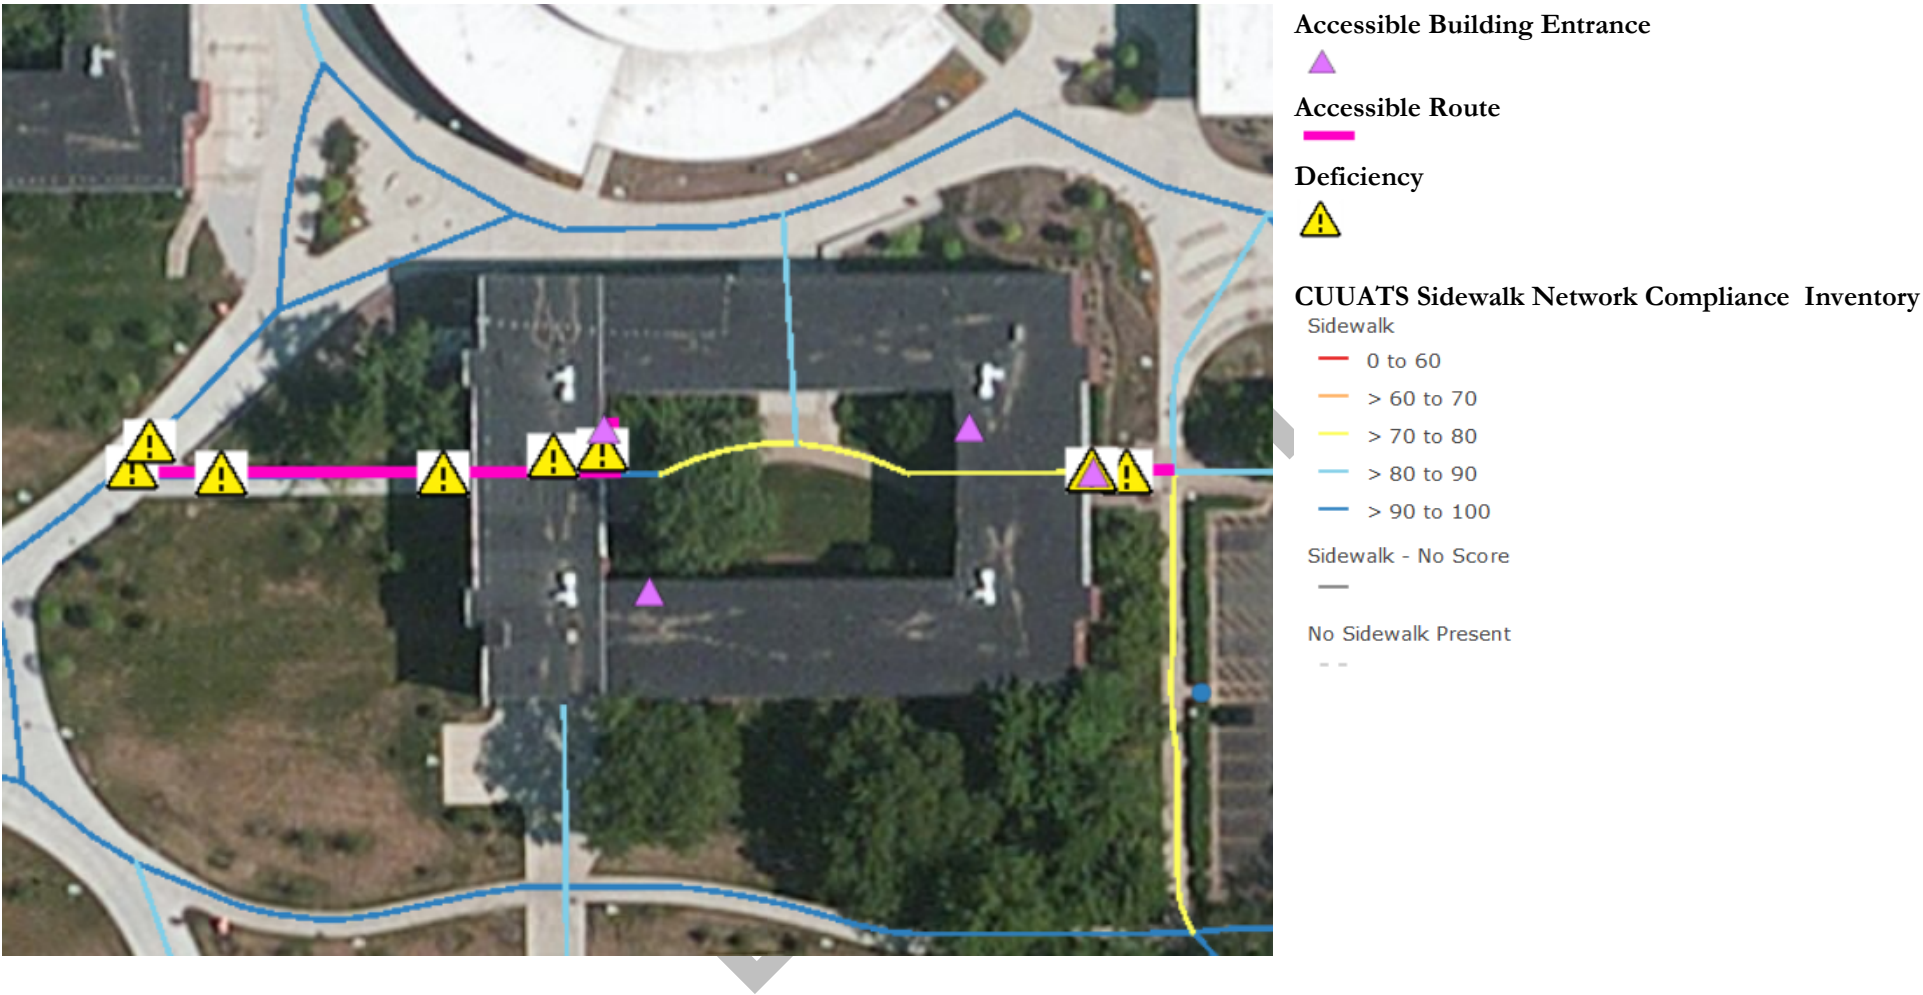 Accessible Building Entrance
Accessible Route
Deficiency
CUUATS Sidewalk Network Compliance Inventory
Sidewalk
0 to 60
> 60 to 70
> 70 to 80
> 80 to 90
> 90 to 100
Sidewalk - No Score
No Sidewalk Present